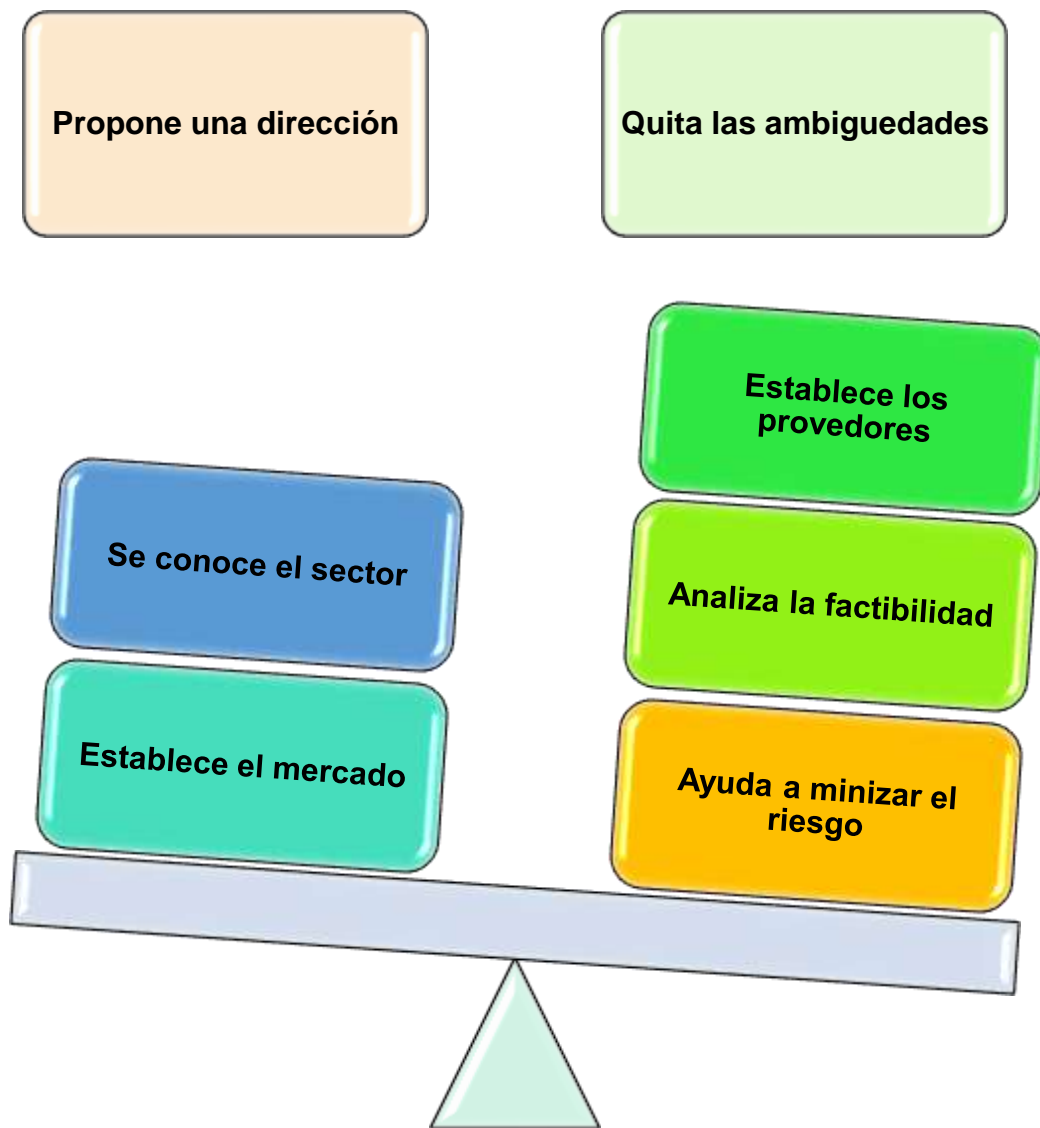 Propone una dirección
Quita las ambiguedades
Establece los
provedores
Se conoce el sector
Analiza la factibilidad
Establece el mercado
Ayuda a minizar el
riesgo